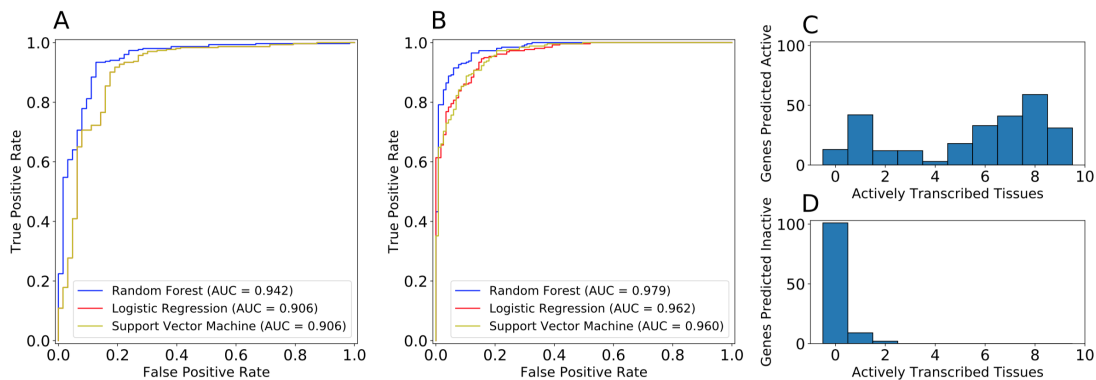 A
True Positive Rate
1.0
0.8
0.6
0.4
0.2
0.0
0.0
0.2
0.4
0.6
0.8
1.0
False Positive Rate
Random Forest (AUC = 0.942)
Logistic Regression (AUC = 0.906)
Support Vector Machine (AUC = 0.906)
B
True Positive Rate
1.0
0.8
0.6
0.4
0.2
0.0
0.0
0.2
0.4
0.6
0.8
1.0
False Positive Rate
Random Forest (AUC = 0.979)
Logistic Regression (AUC = 0.962)
Support Vector Machine (AUC = 0.960)
C
Genes Predicted Active
100
50
0
0
2
4
6
8
10
Actively Transcribed Tissues
D
Genes Predicted Inactive
100
50
0
0
2
4
6
8
10
Actively Transcribed Tissues